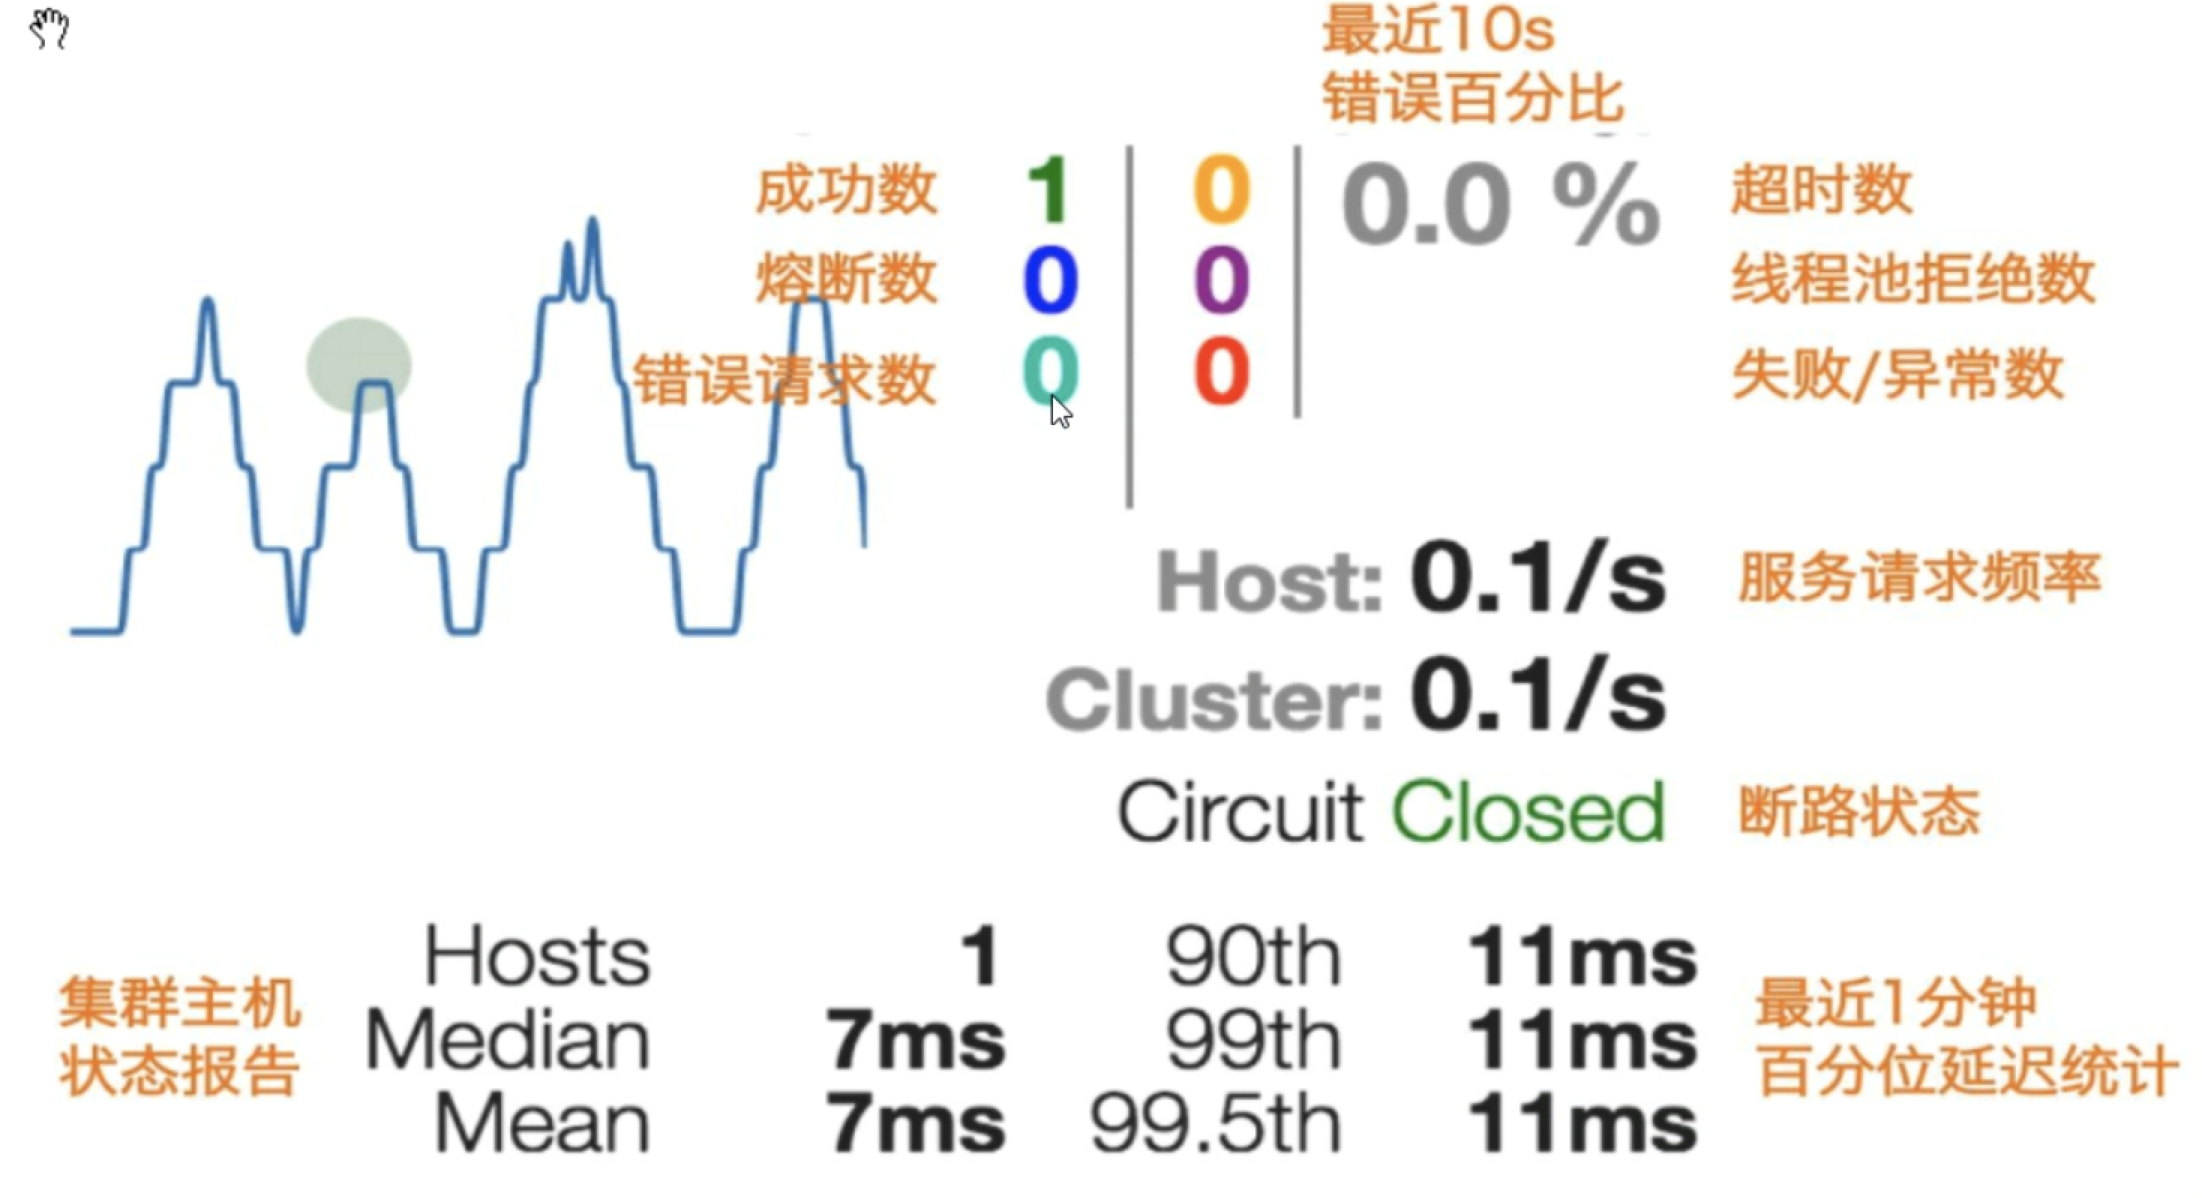 最近10s
错误百分比
成功数 1 0 0.0 % 超时数
熔断数 0 0 线程池拒绝数
错误请求数 0 0 失败/异常数
Host: 0.1/s 服务请求频率
Cluster: 0.1/s
Circuit Closed 断路状态
集群主机
状态报告
Hosts 1 90th 11ms
Median 7ms 99th 11ms
Mean 7ms 99.5th 11ms
最近1分钟
百分位延迟统计